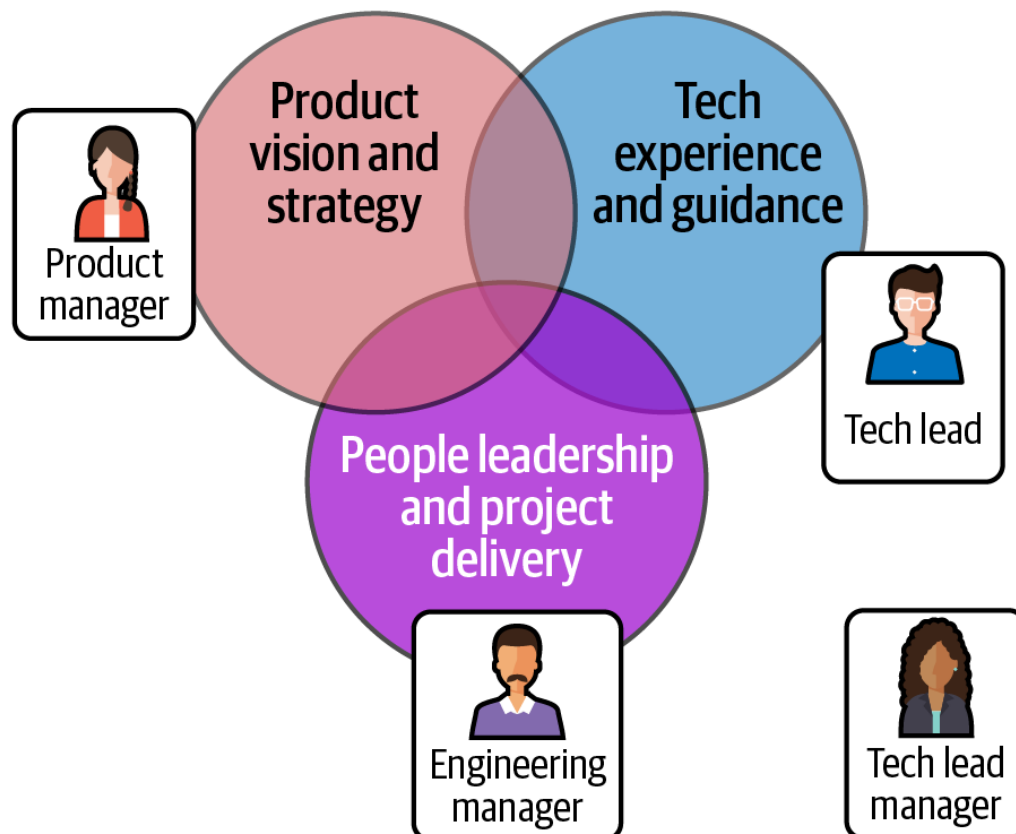 Product
vision and
strategy
Tech
experience
and guidance
Product
manager
Tech lead
People leadership
and project
delivery
Engineering
manager
Tech lead
manager